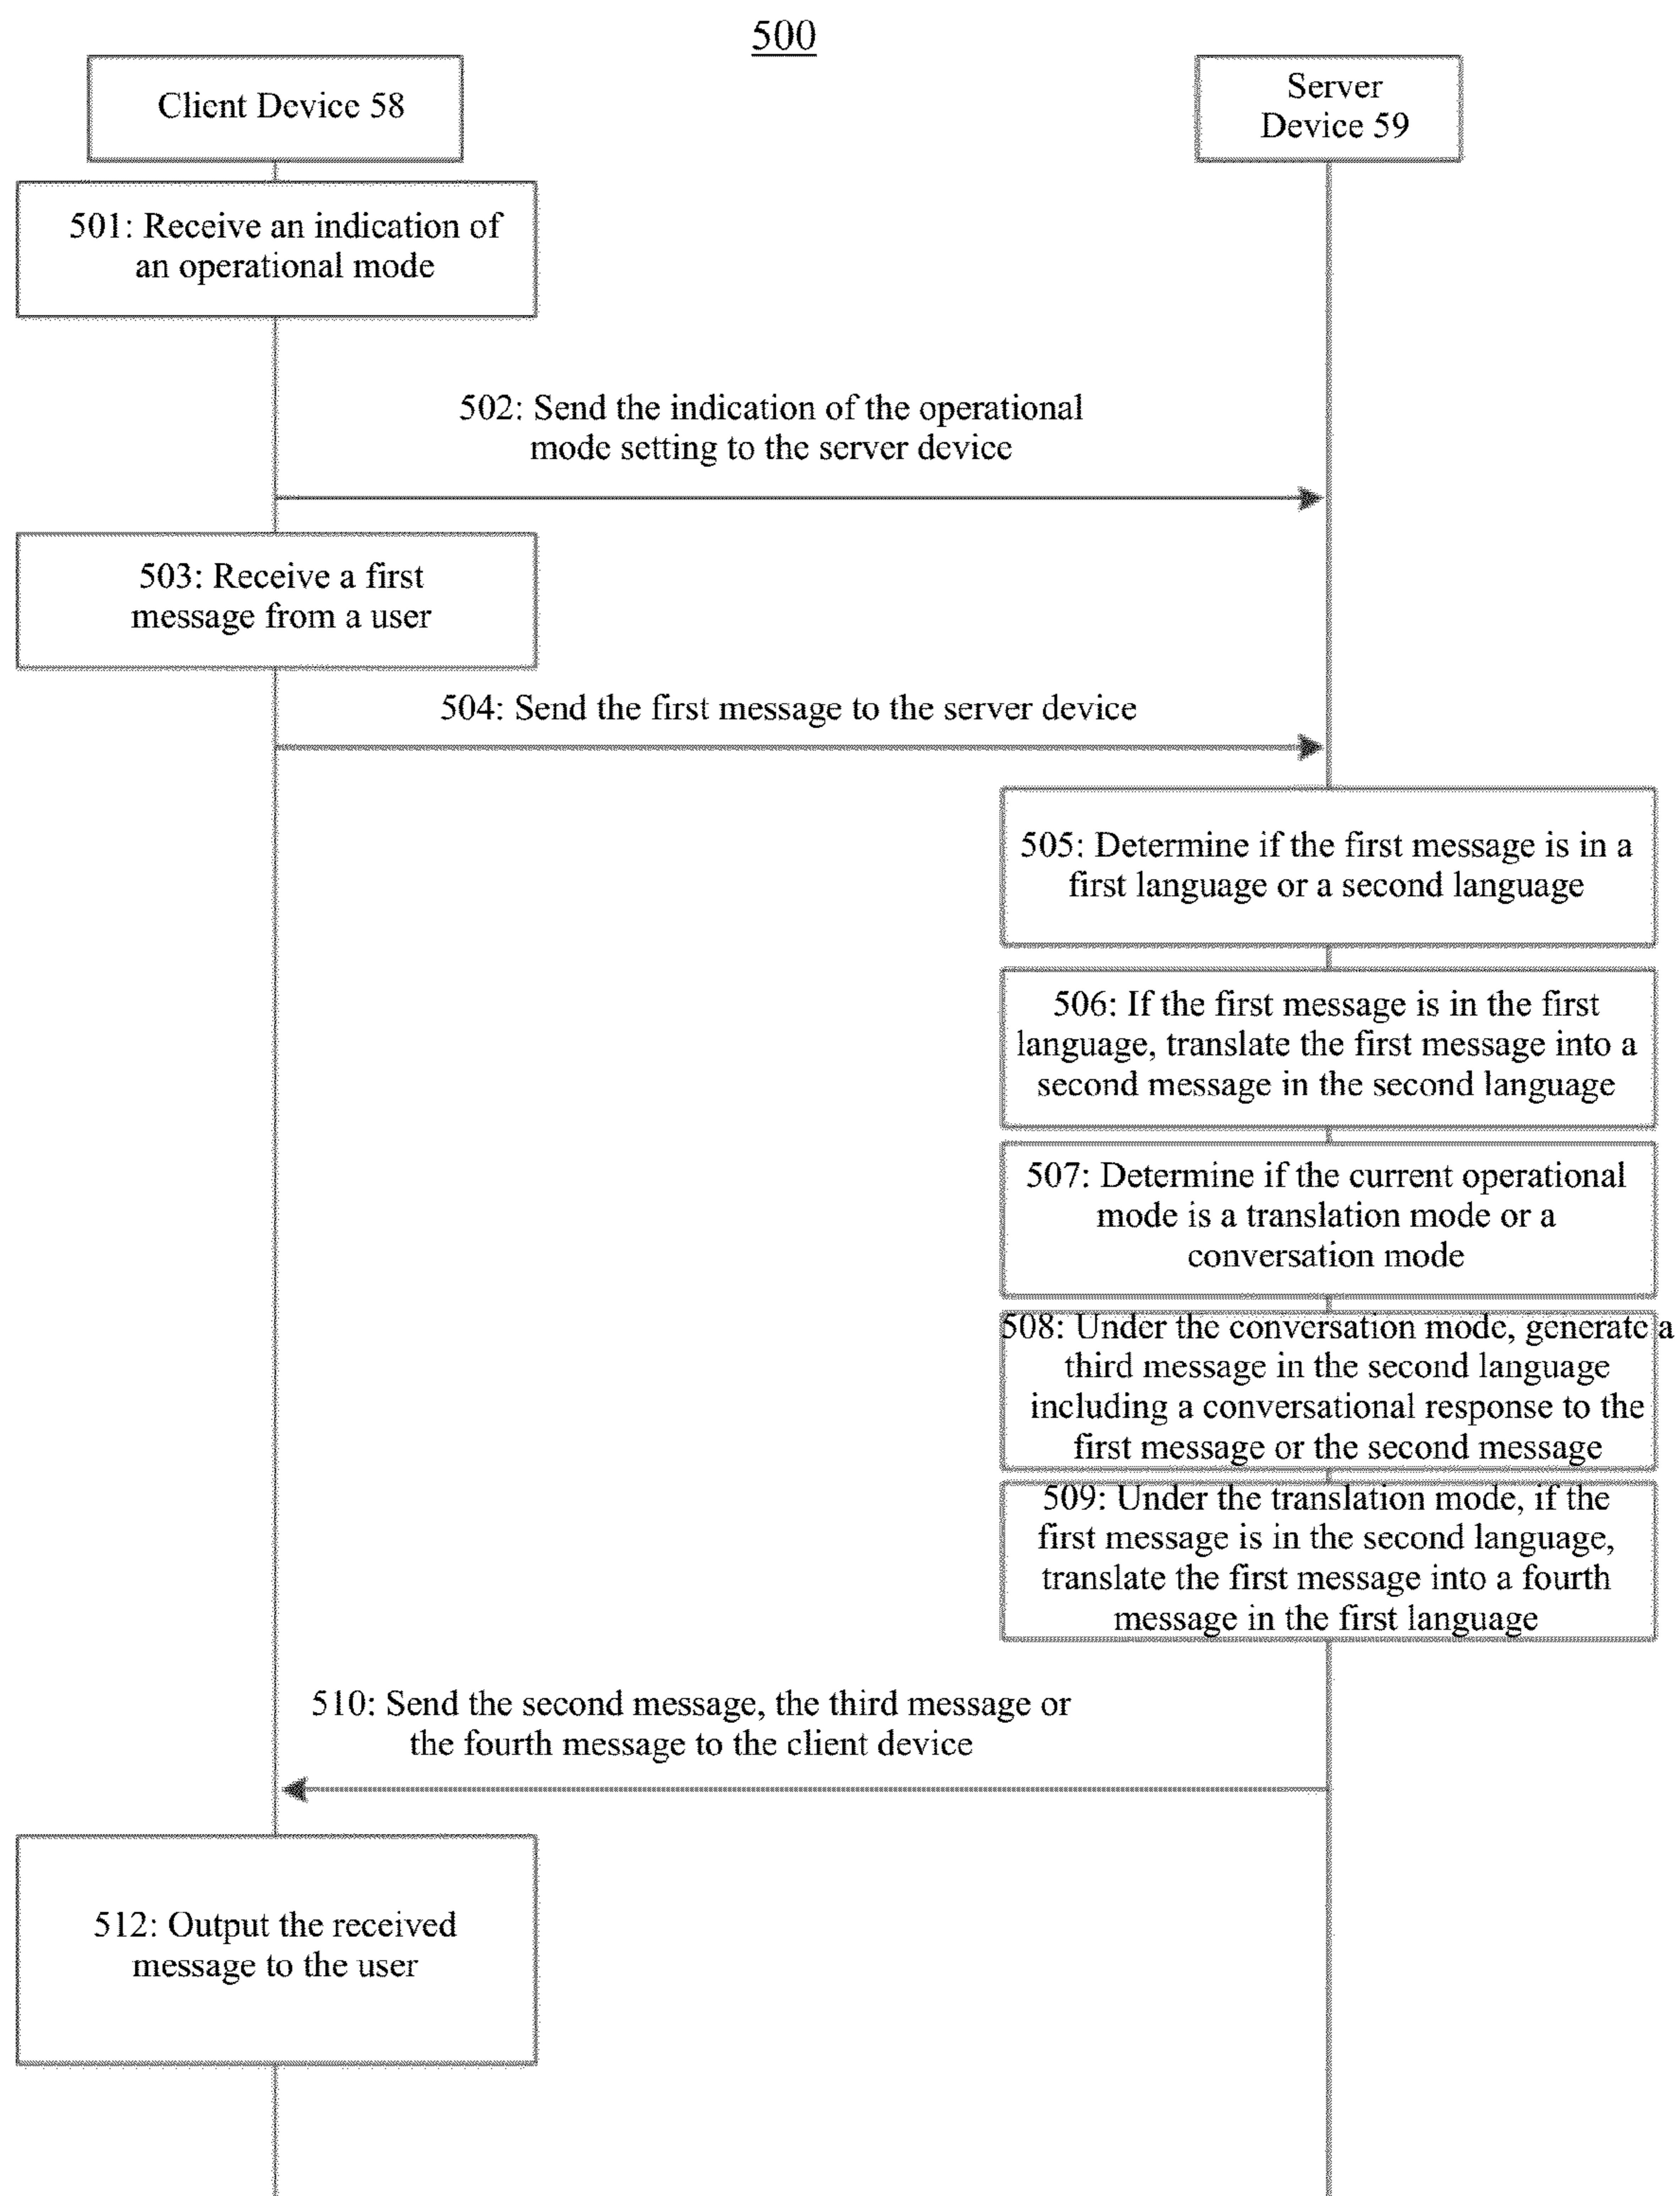 500
Client Device 58
Server
Device 59
501: Receive an indication of
an operational mode
502: Send the indication of the operational
mode setting to the server device
503: Receive a first
message from a user
504: Send the first message to the server device
505: Determine if the first message is in a
first language or a second language
506: If the first message is in the first
language, translate the first message into a
second message in the second language
507: Determine if the current operational
mode is a translation mode or a
conversation mode
508: Under the conversation mode, generate a
third message in the second language
including a conversational response to the
first message or the second message
509: Under the translation mode, if the
first message is in the second language,
translate the first message into a fourth
message in the first language
510: Send the second message, the third message or
the fourth message to the client device
512: Output the received
message to the user